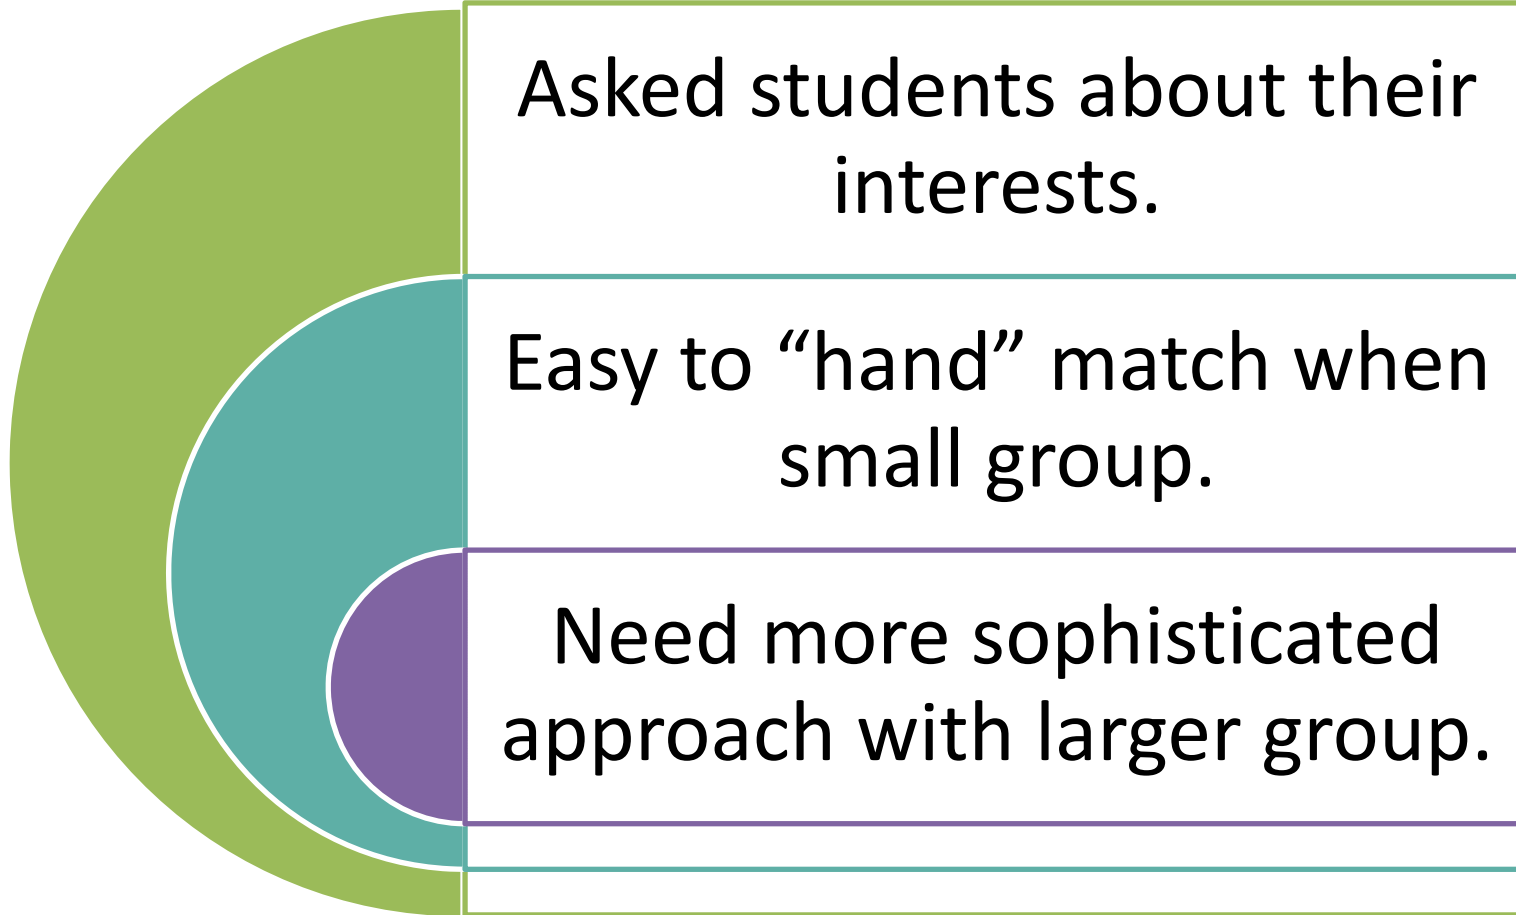 Asked students about their
interests.
Easy to “hand” match when
small group.
Need more sophisticated
approach with larger group.